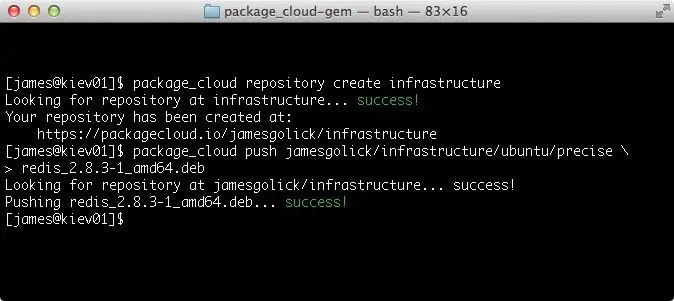 package_cloud-gem — bash — 83×16
[james@kiev01]$ package_cloud repository create infrastructure
Looking for repository at infrastructure... success!
Your repository has been created at:
    https://packagecloud.io/jamesgolick/infrastructure
[james@kiev01]$ package_cloud push jamesgolick/infrastructure/ubuntu/precise \
> redis_2.8.3-1_amd64.deb
Looking for repository at jamesgolick/infrastructure... success!
Pushing redis_2.8.3-1_amd64.deb... success!
[james@kiev01]$